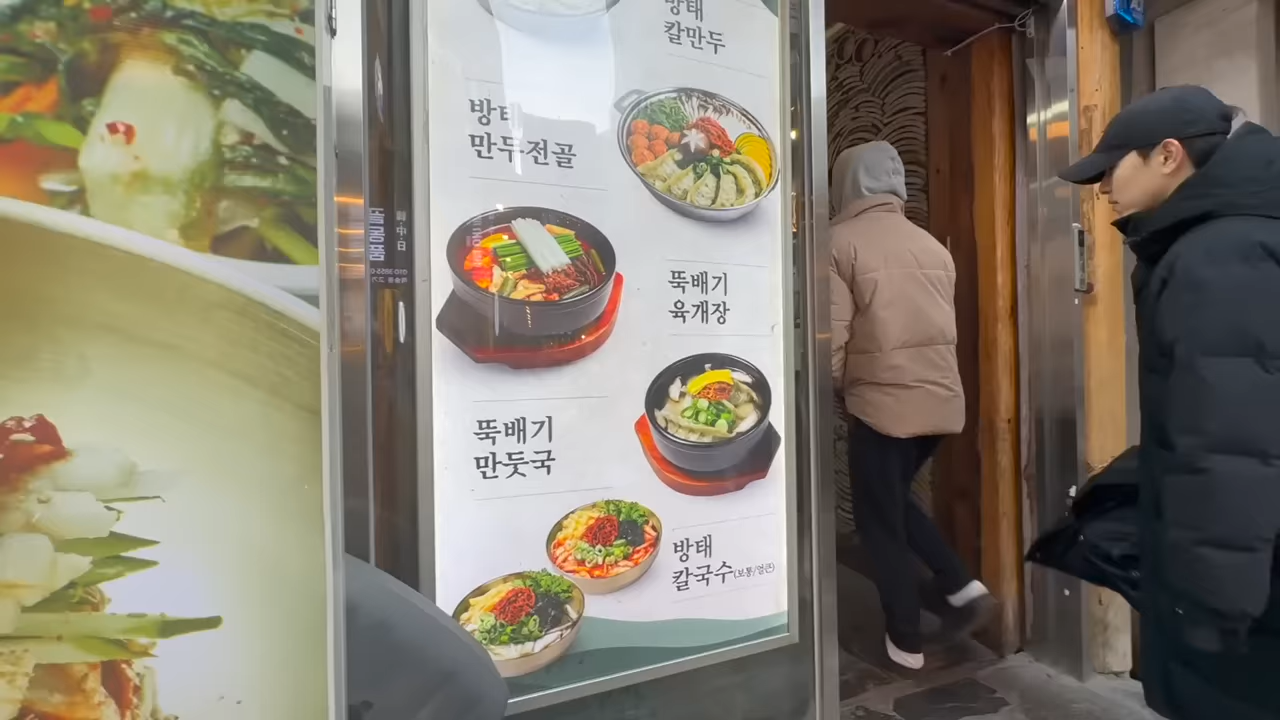 방태
칼만두
방태
만두전골
뚝배기
육개장
뚝배기
만둣국
방태
칼국수(보통/얼큰)